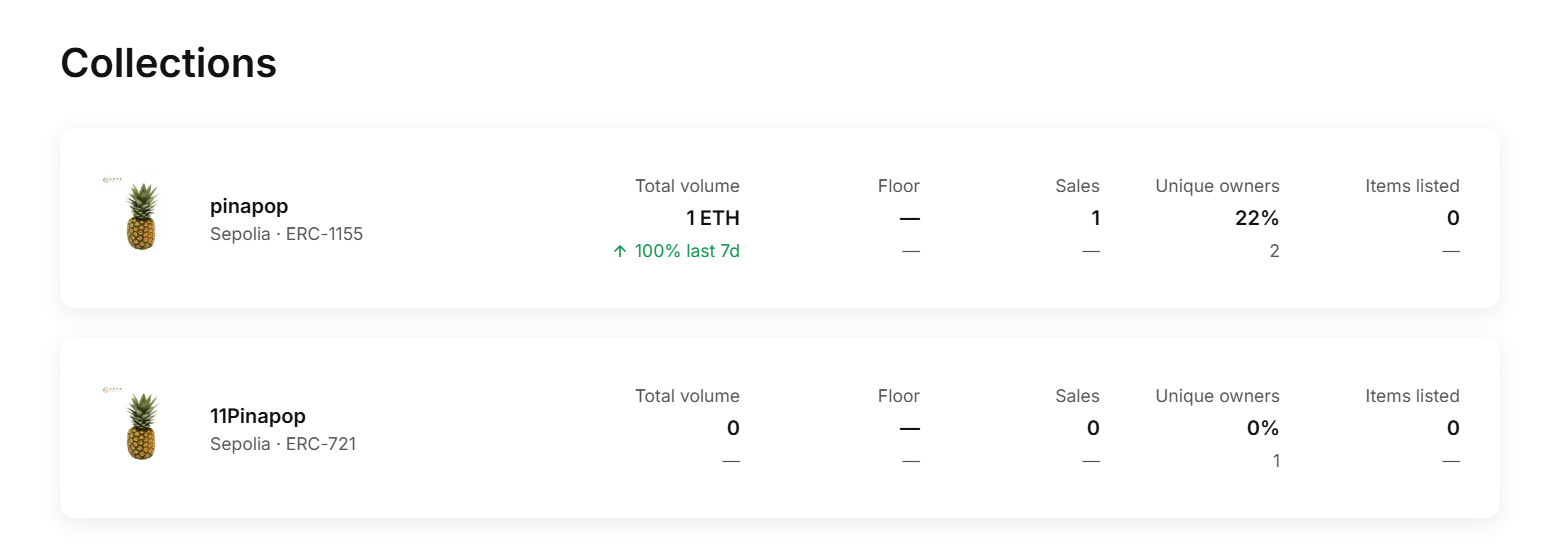 Collections
pinapop
Sepolia · ERC-1155
Total volume
1 ETH
↑ 100% last 7d
Floor
—
—
Sales
1
—
Unique owners
22%
2
Items listed
0
—
11Pinapop
Sepolia · ERC-721
Total volume
0
—
Floor
—
—
Sales
0
—
Unique owners
0%
1
Items listed
0
—